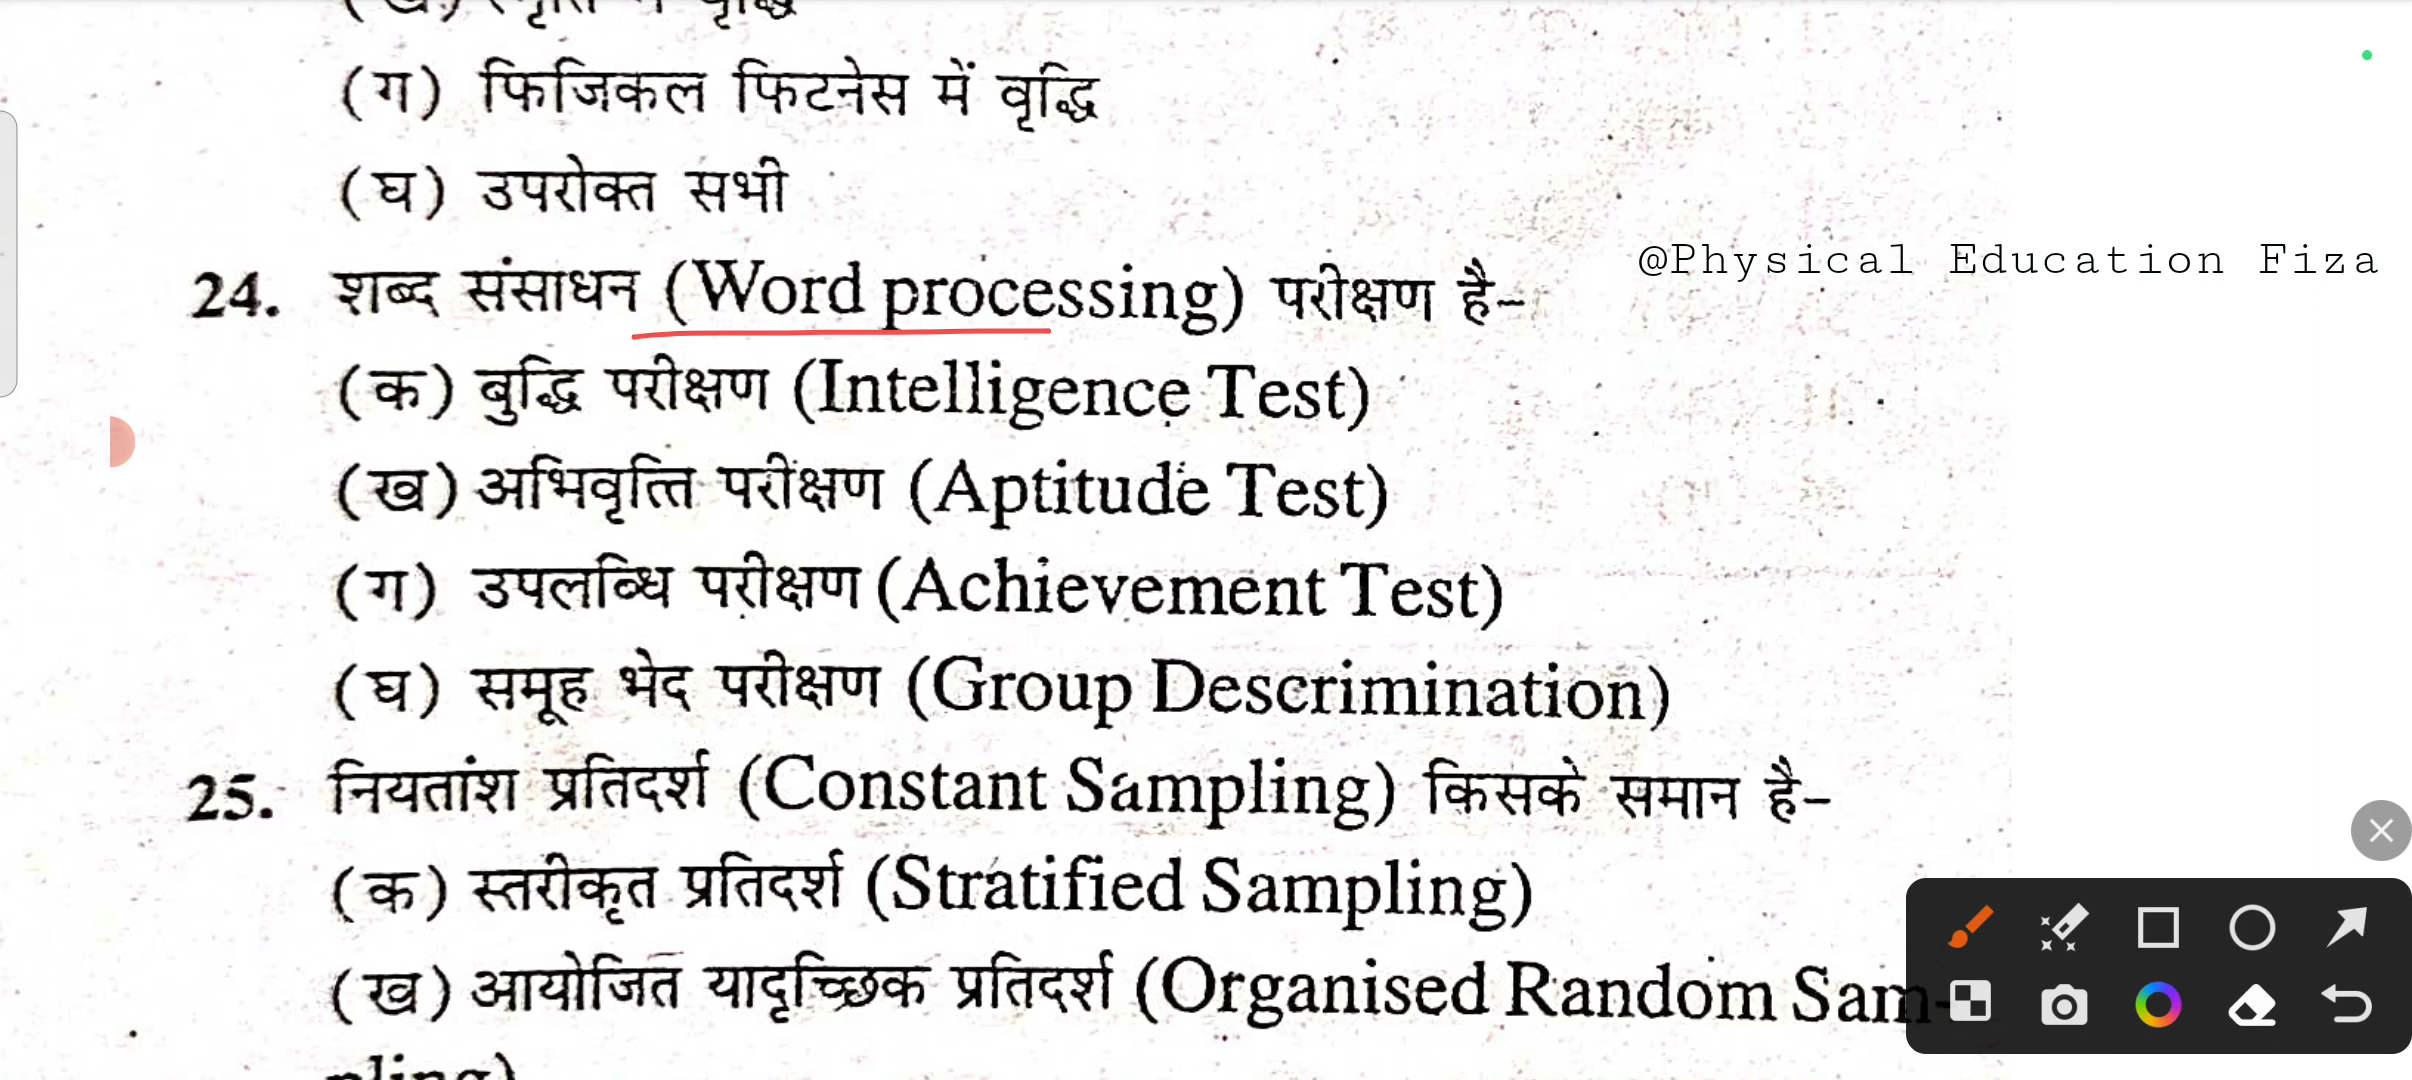 (ग) फिजिकल फिटनेस में वृद्धि
(घ) उपरोक्त सभी
@Physical Education Fiza
24. शब्द संसाधन (Word processing) परीक्षण है-
(क) बुद्धि परीक्षण (Intelligence Test)
(ख) अभिवृत्ति परीक्षण (Aptitude Test)
(ग) उपलब्धि परीक्षण (Achievement Test)
(घ) समूह भेद परीक्षण (Group Descrimination)
25. नियतांश प्रतिदर्श (Constant Sampling) किसके समान है-
(क) स्तरीकृत प्रतिदर्श (Stratified Sampling)
(ख) आयोजित यादृच्छिक प्रतिदर्श (Organised Random Sam-